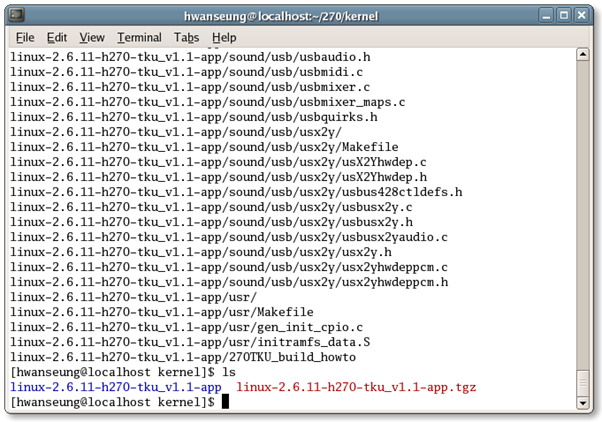 hwanseung@localhost:~/270/kernel
File Edit View Terminal Tabs Help
linux-2.6.11-h270-tku_v1.1-app/sound/usb/usbaudio.h
linux-2.6.11-h270-tku_v1.1-app/sound/usb/usbmidi.c
linux-2.6.11-h270-tku_v1.1-app/sound/usb/usbmixer.c
linux-2.6.11-h270-tku_v1.1-app/sound/usb/usbmixer_maps.c
linux-2.6.11-h270-tku_v1.1-app/sound/usb/usbquirks.h
linux-2.6.11-h270-tku_v1.1-app/sound/usb/usx2y/
linux-2.6.11-h270-tku_v1.1-app/sound/usb/usx2y/Makefile
linux-2.6.11-h270-tku_v1.1-app/sound/usb/usx2y/usX2Yhwdep.c
linux-2.6.11-h270-tku_v1.1-app/sound/usb/usx2y/usX2Yhwdep.h
linux-2.6.11-h270-tku_v1.1-app/sound/usb/usx2y/usbus428ctldefs.h
linux-2.6.11-h270-tku_v1.1-app/sound/usb/usx2y/usbusx2y.c
linux-2.6.11-h270-tku_v1.1-app/sound/usb/usx2y/usbusx2y.h
linux-2.6.11-h270-tku_v1.1-app/sound/usb/usx2y/usbusx2yaudio.c
linux-2.6.11-h270-tku_v1.1-app/sound/usb/usx2y/usx2y.h
linux-2.6.11-h270-tku_v1.1-app/sound/usb/usx2y/usx2yhwdeppcm.c
linux-2.6.11-h270-tku_v1.1-app/sound/usb/usx2y/usx2yhwdeppcm.h
linux-2.6.11-h270-tku_v1.1-app/usr/
linux-2.6.11-h270-tku_v1.1-app/usr/Makefile
linux-2.6.11-h270-tku_v1.1-app/usr/gen_init_cpio.c
linux-2.6.11-h270-tku_v1.1-app/usr/initramfs_data.S
linux-2.6.11-h270-tku_v1.1-app/270TKU_build_howto
[hwanseung@localhost kernel]$ ls
linux-2.6.11-h270-tku_v1.1-app linux-2.6.11-h270-tku_v1.1-app.tgz
[hwanseung@localhost kernel]$